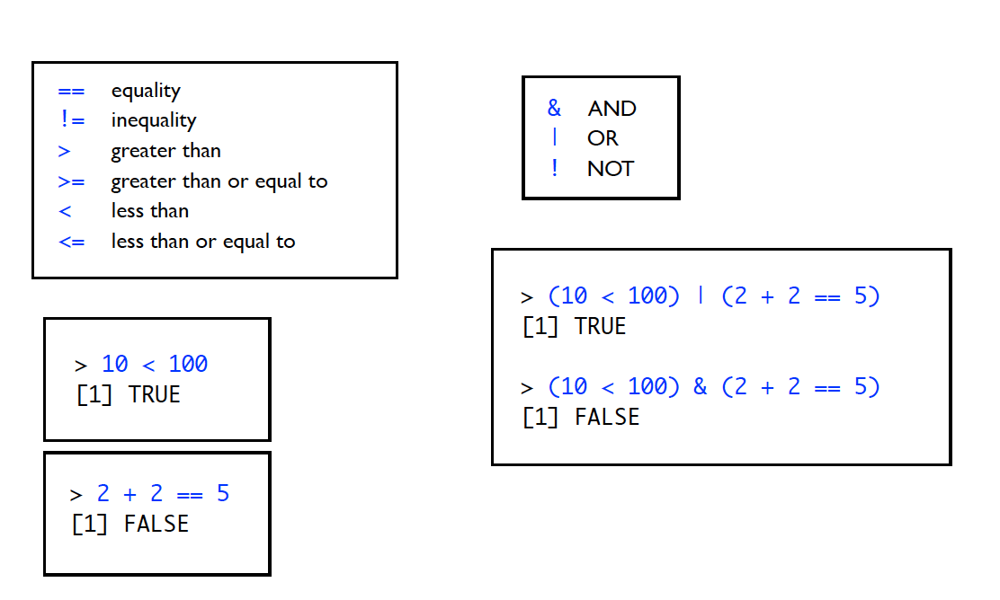 == equality
!= inequality
> greater than
>= greater than or equal to
< less than
<= less than or equal to
& AND
| OR
! NOT
> 10 < 100
[1] TRUE
> 2 + 2 == 5
[1] FALSE
> (10 < 100) | (2 + 2 == 5)
[1] TRUE
> (10 < 100) & (2 + 2 == 5)
[1] FALSE